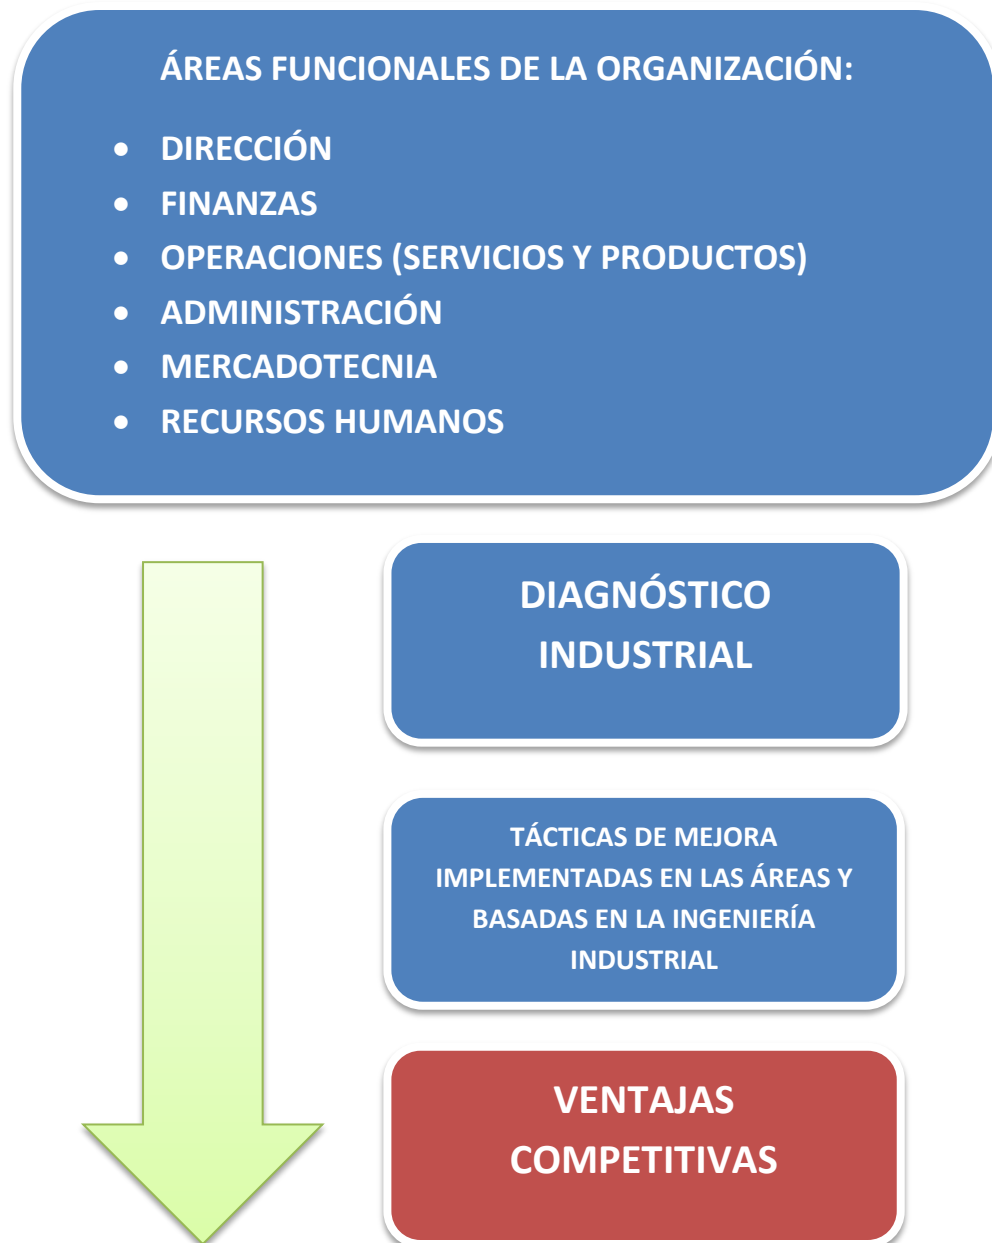 ÁREAS FUNCIONALES DE LA ORGANIZACIÓN:
• DIRECCIÓN
• FINANZAS
• OPERACIONES (SERVICIOS Y PRODUCTOS)
• ADMINISTRACIÓN
• MERCADOTECNIA
• RECURSOS HUMANOS
DIAGNÓSTICO
INDUSTRIAL
TÁCTICAS DE MEJORA
IMPLEMENTADAS EN LAS ÁREAS Y
BASADAS EN LA INGENIERÍA
INDUSTRIAL
VENTAJAS
COMPETITIVAS